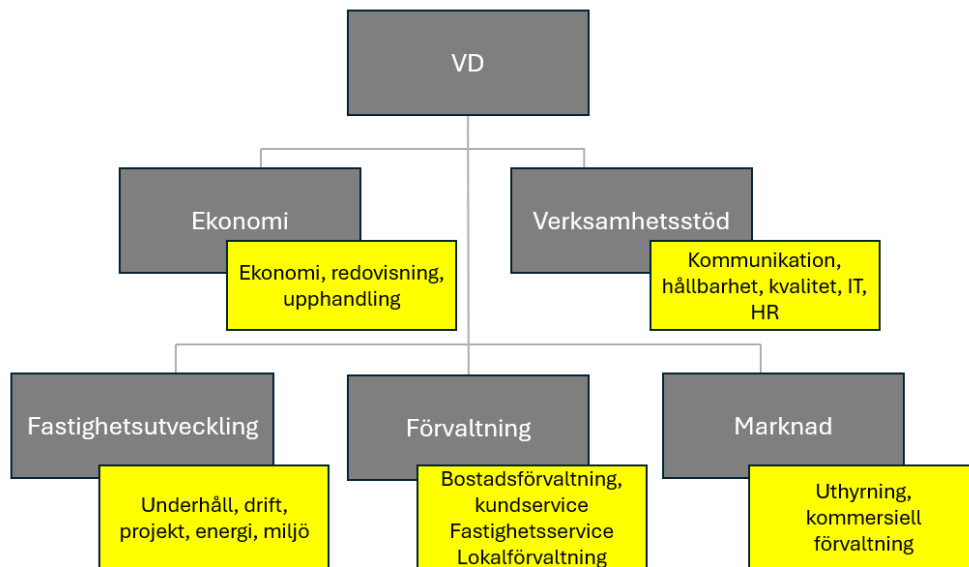 VD
Ekonomi
Ekonomi, redovisning,
upphandling
Verksamhetsstöd
Kommunikation,
hållbarhet, kvalitet, IT,
HR
Fastighetsutveckling
Underhåll, drift,
projekt, energi, miljö
Förvaltning
Bostadsförvaltning,
kundservice
Fastighetsservice
Lokalförvaltning
Marknad
Uthyrning,
kommersiell
förvaltning